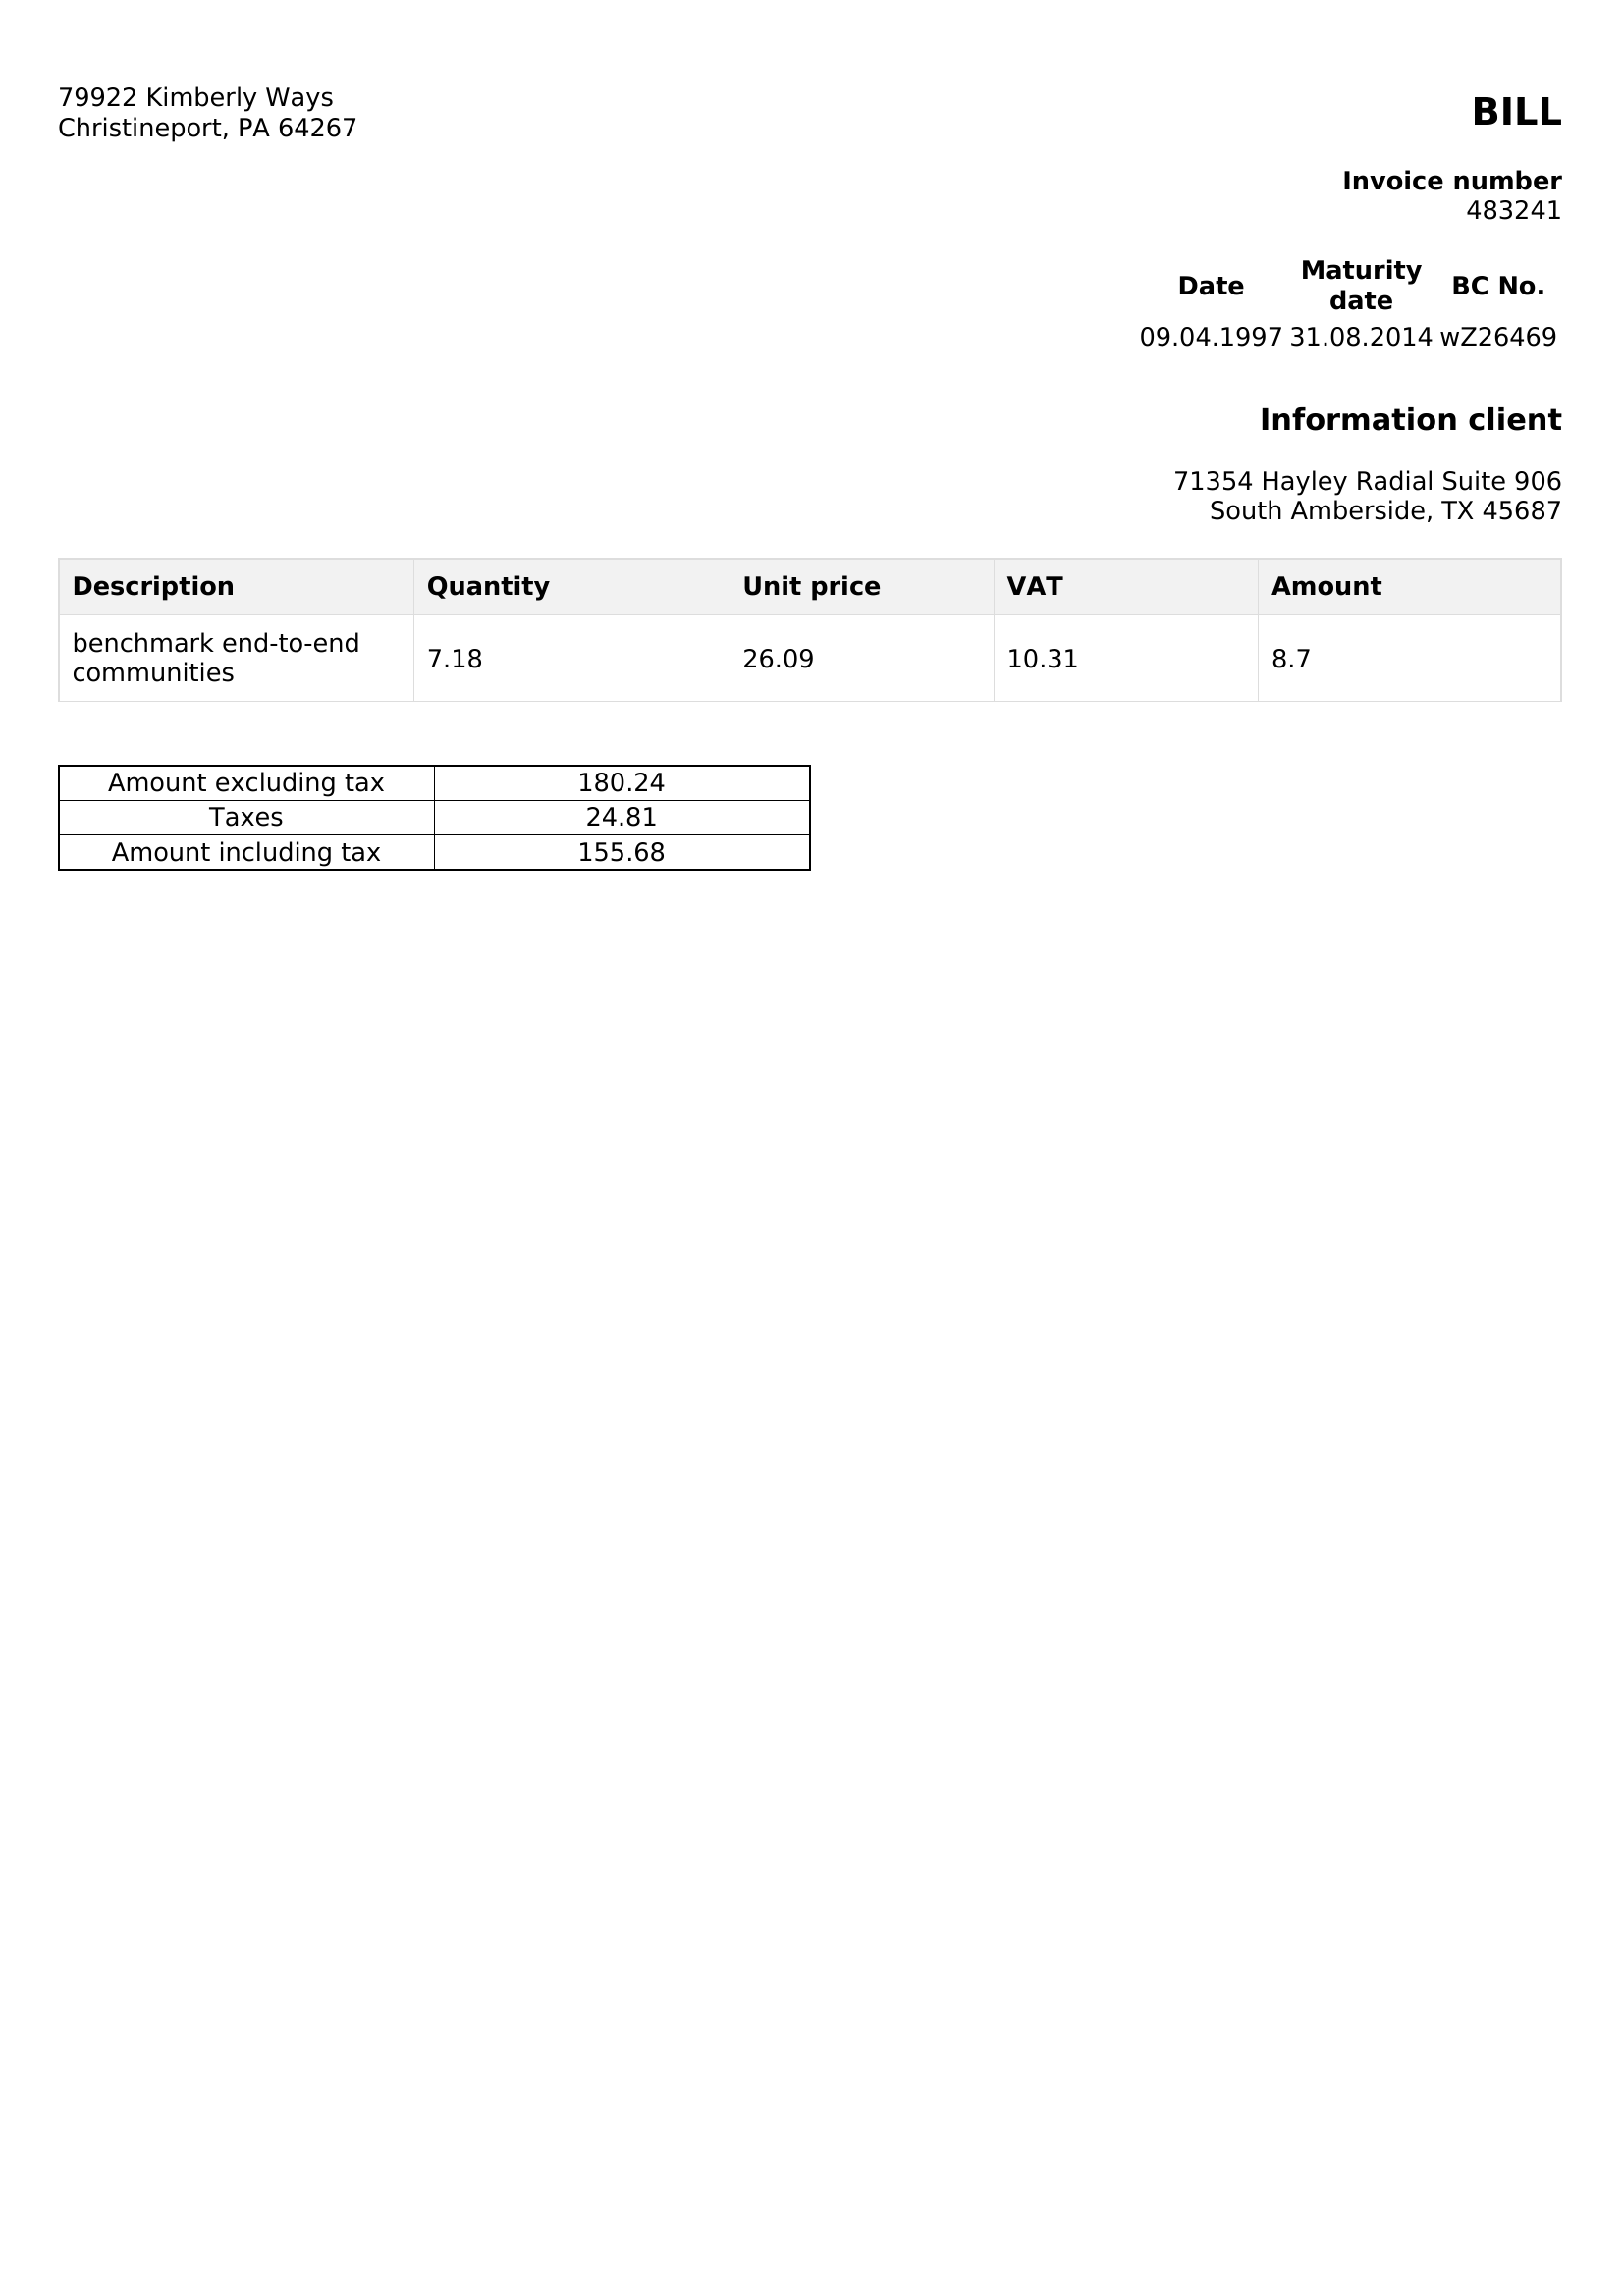 79922 Kimberly Ways
Christineport, PA 64267
BILL
Invoice number
483241
Date Maturity date BC No.
09.04.1997 31.08.2014 wZ26469
Information client
71354 Hayley Radial Suite 906
South Amberside, TX 45687
Description Quantity Unit price VAT Amount
benchmark end-to-end
communities 7.18 26.09 10.31 8.7
Amount excluding tax 180.24
Taxes 24.81
Amount including tax 155.68